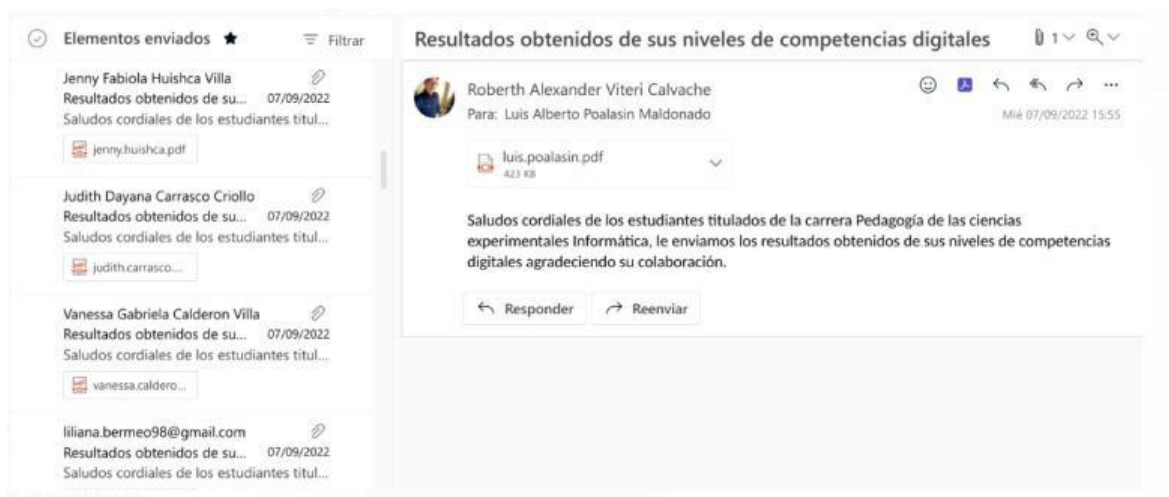 Elementos enviados
Filtrar
Jenny Fabiola Huishca Villa
Resultados obtenidos de su... 07/09/2022
Saludos cordiales de los estudiantes titul...
jenny.huishca.pdf
Judith Dayana Carrasco Criollo
Resultados obtenidos de su... 07/09/2022
Saludos cordiales de los estudiantes titul...
judith.carrasco....
Vanessa Gabriela Calderon Villa
Resultados obtenidos de su... 07/09/2022
Saludos cordiales de los estudiantes titul...
vanessa.caldero...
liliana.bermeo98@gmail.com
Resultados obtenidos de su... 07/09/2022
Saludos cordiales de los estudiantes titul...
Resultados obtenidos de sus niveles de competencias digitales
1
Roberth Alexander Viteri Calvache
Para: Luis Alberto Poalasin Maldonado
Mié 07/09/2022 15:55
luis.poalasin.pdf
423 KB
Saludos cordiales de los estudiantes titulados de la carrera Pedagogía de las ciencias
experimentales Informática, le enviamos los resultados obtenidos de sus niveles de competencias
digitales agradeciendo su colaboración.
Responder
Reenviar